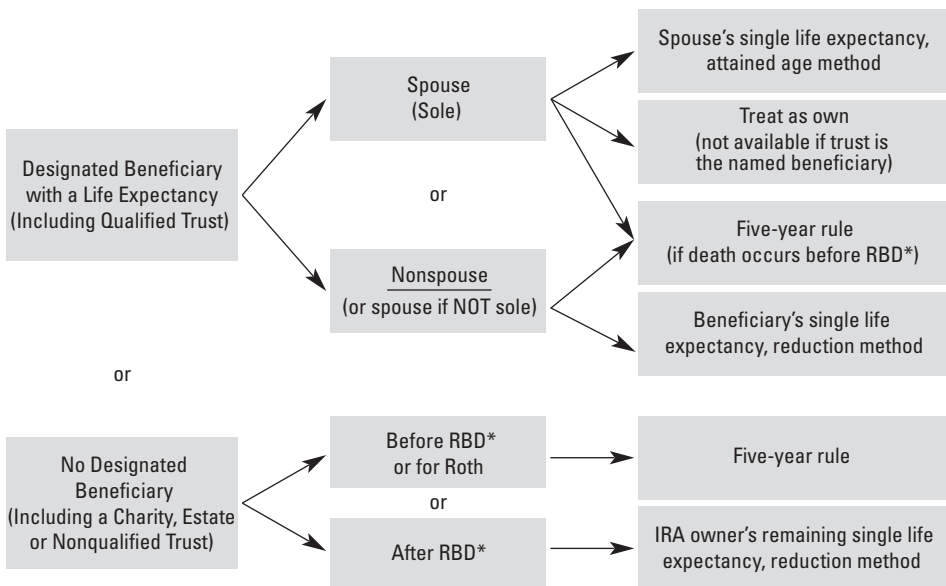 Designated Beneficiary
with a Life Expectancy
(Including Qualified Trust)
or
No Designated
Beneficiary
(Including a Charity, Estate
or Nonqualified Trust)
Spouse
(Sole)
or
Nonspouse
(or spouse if NOT sole)
Before RBD*
or for Roth
or
After RBD*
Spouse’s single life expectancy,
attained age method
Treat as own
(not available if trust is
the named beneficiary)
Five-year rule
(if death occurs before RBD*)
Beneficiary’s single life
expectancy, reduction method
Five-year rule
IRA owner’s remaining single life
expectancy, reduction method